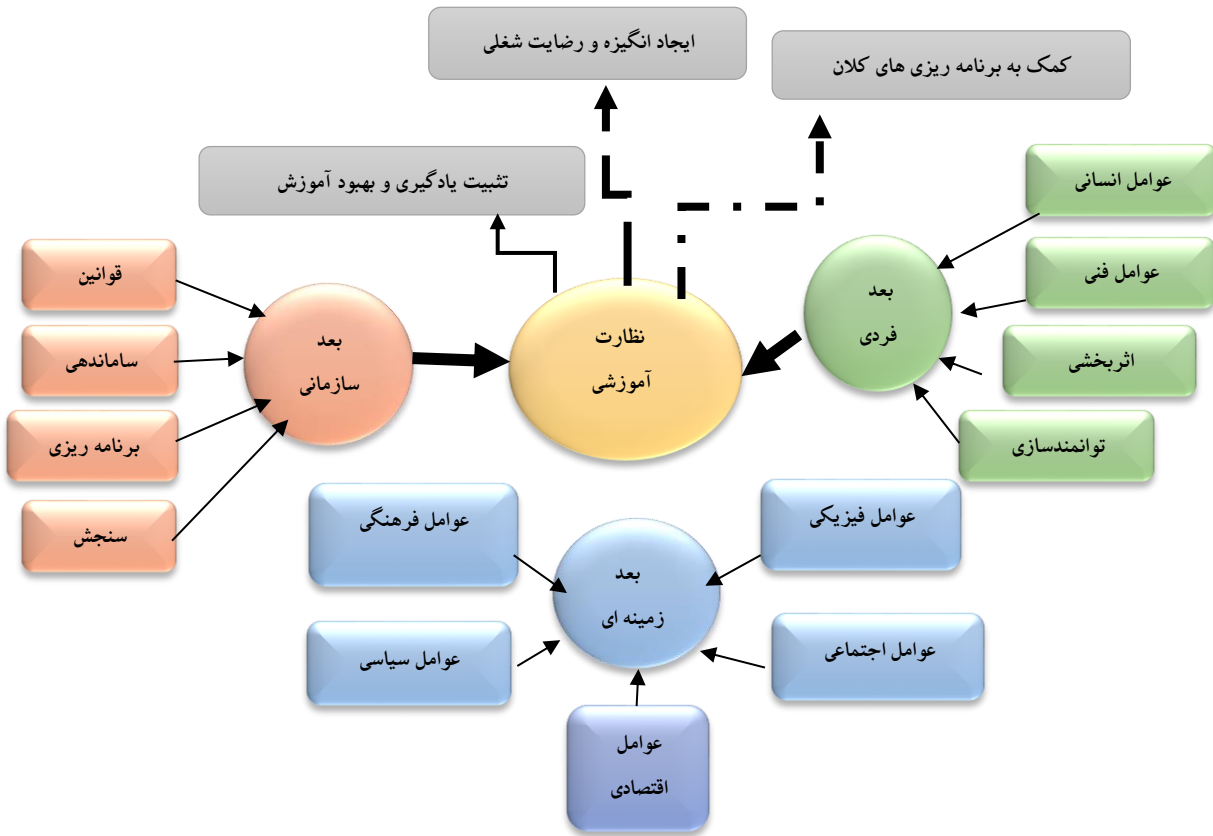 ایجاد انگیزه و رضایت شغلی
کمک به برنامه ریزی های کلان
تثبیت یادگیری و بهبود آموزش
عوامل انسانی
عوامل فنی
اثربخشی
توانمندسازی
بعد
فردی
نظارت
آموزشی
بعد
سازمانی
قوانین
ساماندهی
برنامه ریزی
سنجش
عوامل فیزیکی
عوامل فرهنگی
بعد
زمینه ای
عوامل اجتماعی
عوامل سیاسی
عوامل
اقتصادی